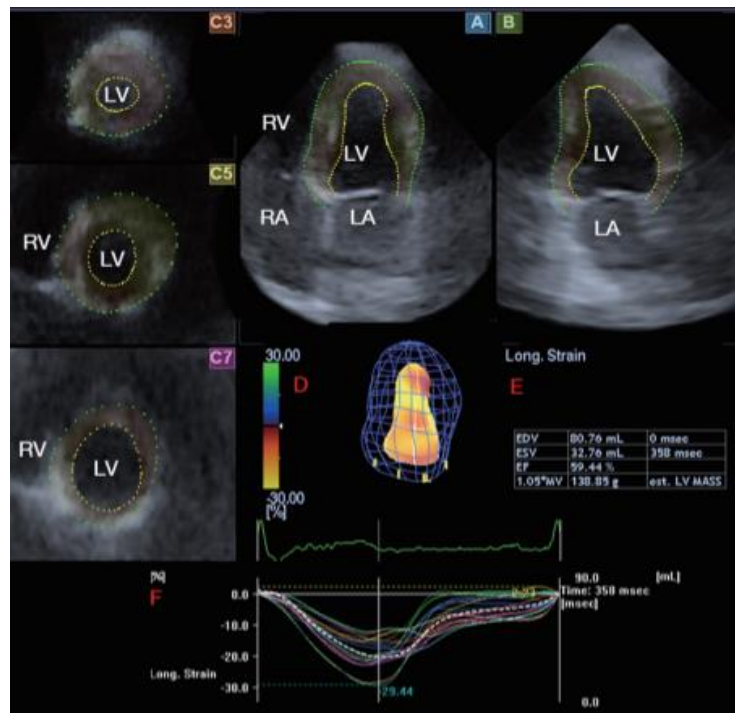 C3
LV
C5
RV
LV
C7
RV
LV
A
RV
LV
RA
LA
B
LV
LA
30.00
D
-30.00
[%]
Long. Strain
E
EDV 80.76 mL 0 msec
ESV 32.76 mL 358 msec
EF 59.44 %
1.05*MV 138.85 g est. LV MASS
[%]
F
0.0
-10.0
-20.0
-30.0
Long. Strain
-29.44
90.0
[mL]
Time: 358 msec
[msec]
0.0